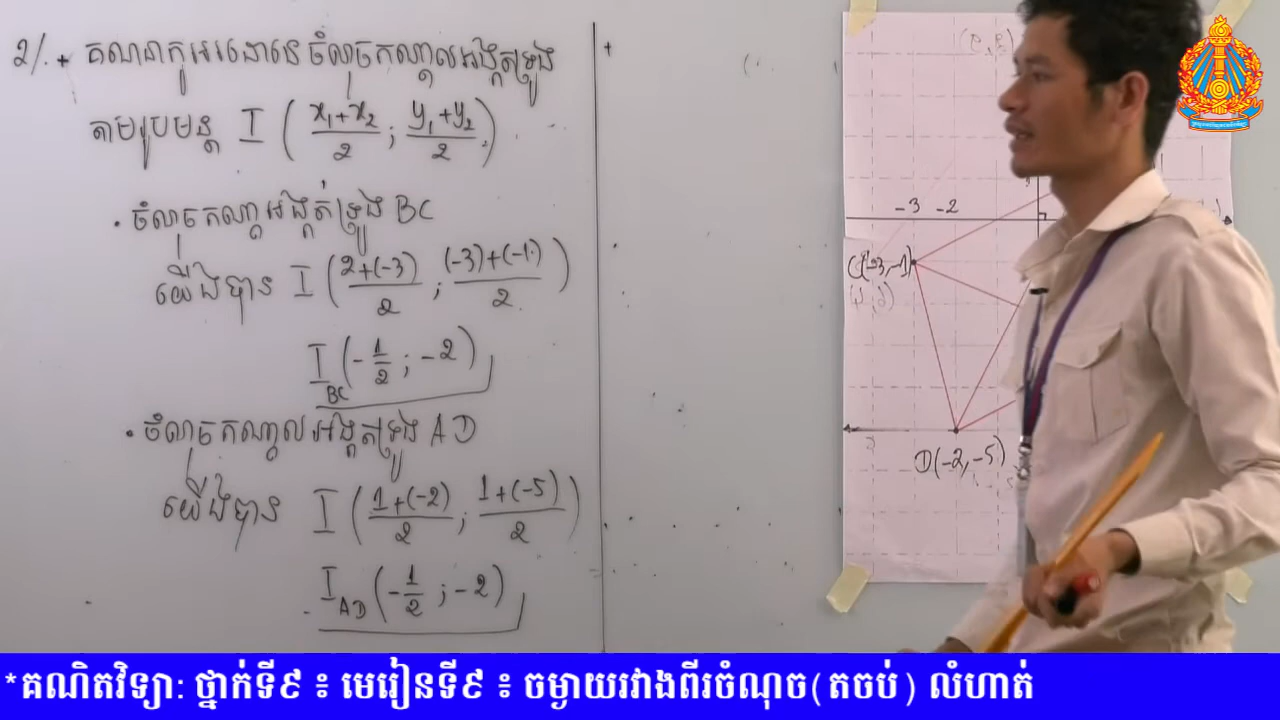 2/. + គណនាកូអរដោនេចំណុចកណ្តាលអង្កត់ទ្រូង
តាមរូបមន្ត I ( (x₁+x₂)/2 ; (y₁+y₂)/2 )
• ចំណុចកណ្តាលអង្កត់ទ្រូង BC
យើងបាន I ( (2+(-3))/2 ; ((-3)+(-1))/2 )
I_BC (-1/2 ; -2)
• ចំណុចកណ្តាលអង្កត់ទ្រូង AD
យើងបាន I ( (1+(-2))/2 ; (1+(-5))/2 )
I_AD (-1/2 ; -2)
+
-3 -2
C(-3,-1)
D(-2,-5)
*គណិតវិទ្យា: ថ្នាក់ទី៩ ៖ មេរៀនទី៩ ៖ ចម្ងាយរវាងពីរចំណុច(តចប់) លំហាត់